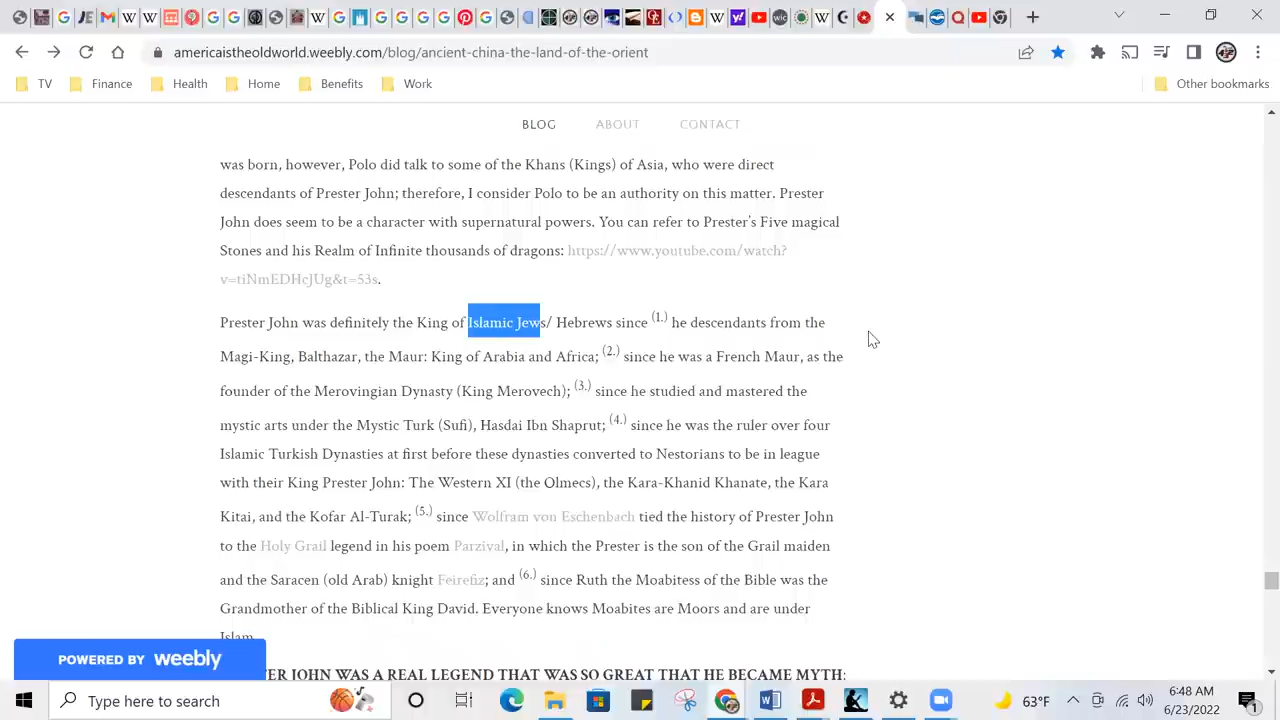 americaistheoldworld.weebly.com/blog/ancient-china-the-land-of-the-orient
TV Finance Health Home Benefits Work Other bookmarks
BLOG ABOUT CONTACT
was born, however, Polo did talk to some of the Khans (Kings) of Asia, who were direct
descendants of Prester John; therefore, I consider Polo to be an authority on this matter. Prester
John does seem to be a character with supernatural powers. You can refer to Prester's Five magical
Stones and his Realm of Infinite thousands of dragons: https://www.youtube.com/watch?
v=tiNmEDHcJUg&t=53s.
Prester John was definitely the King of Islamic Jews/ Hebrews since (1.) he descendants from the
Magi-King, Balthazar, the Maur: King of Arabia and Africa; (2.) since he was a French Maur, as the
founder of the Merovingian Dynasty (King Merovech); (3.) since he studied and mastered the
mystic arts under the Mystic Turk (Sufi), Hasdai Ibn Shaprut; (4.) since he was the ruler over four
Islamic Turkish Dynasties at first before these dynasties converted to Nestorians to be in league
with their King Prester John: The Western XI (the Olmecs), the Kara-Khanid Khanate, the Kara
Kitai, and the Kofar Al-Turak; (5.) since Wolfram von Eschenbach tied the history of Prester John
to the Holy Grail legend in his poem Parzival, in which the Prester is the son of the Grail maiden
and the Saracen (old Arab) knight Feirefiz; and (6.) since Ruth the Moabitess of the Bible was the
Grandmother of the Biblical King David. Everyone knows Moabites are Moors and are under
Islam.
POWERED BY weebly
TER JOHN WAS A REAL LEGEND THAT WAS SO GREAT THAT HE BECAME MYTH:
Type here to search
63°F
6:48 AM
6/23/2022